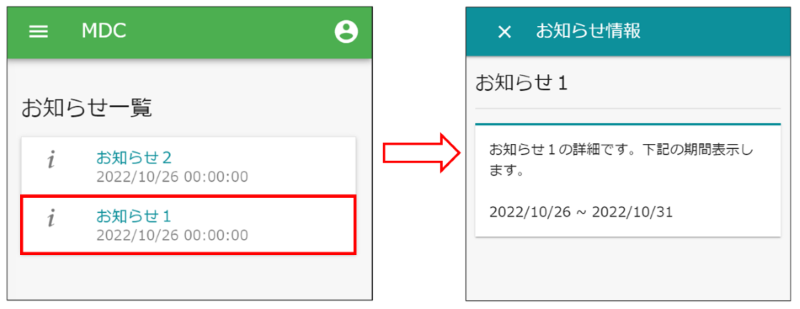 MDC
お知らせ一覧
i
お知らせ2
2022/10/26 00:00:00
i
お知らせ1
2022/10/26 00:00:00
お知らせ情報
お知らせ1
お知らせ1の詳細です。下記の期間表示し
ます。
2022/10/26 ~ 2022/10/31